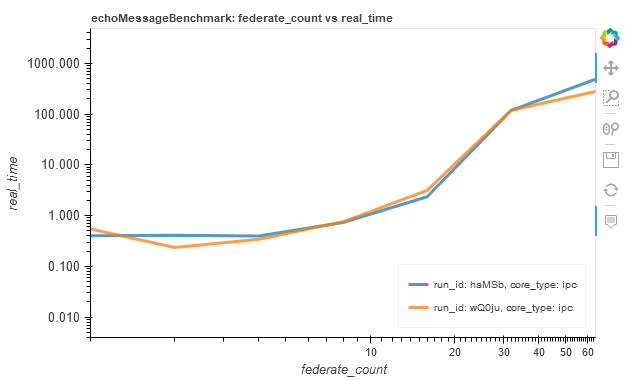 echoMessageBenchmark: federate_count vs real_time
1000.000
100.000
10.000
1.000
0.100
0.010
real_time
run_id: haMSb, core_type: ipc
run_id: wQ0ju, core_type: ipc
10
20
30
40
50
60
federate_count